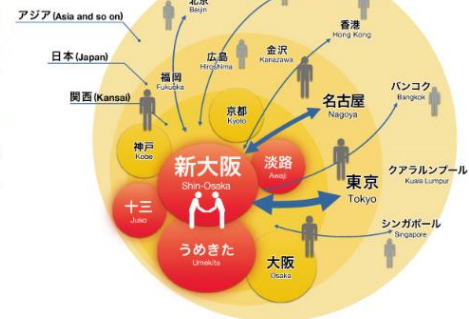 北京
Beijin
アジア (Asia and so on)
香港
Hong Kong
日本 (Japan)
広島
Hiroshima
金沢
Kanazawa
福岡
Fukuoka
関西 (Kansai)
バンコク
Bangkok
名古屋
Nagoya
京都
Kyoto
神戸
Kobe
新大阪
Shin-Osaka
淡路
Awaji
クアラルンプール
Kuala Lumpur
東京
Tokyo
十三
Juso
シンガポール
Singapore
うめきた
Umekita
大阪
Osaka